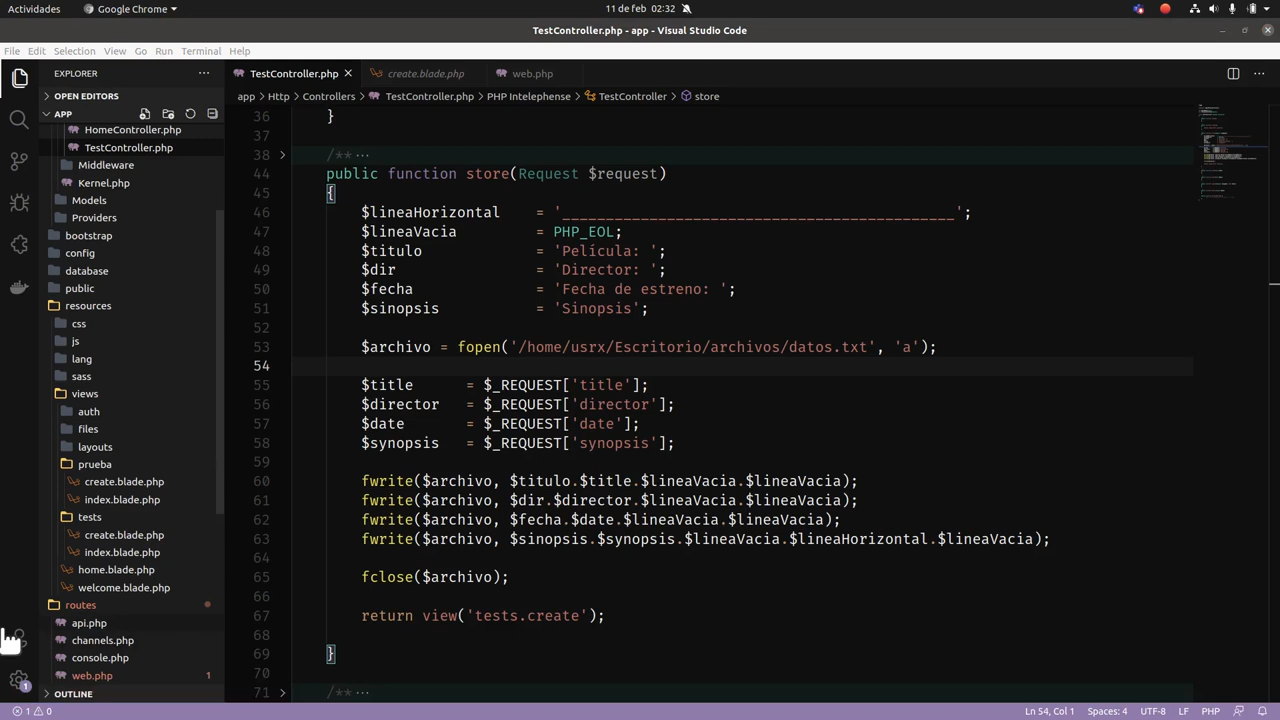 Actividades
Google Chrome
11 de feb 02:32
TestController.php - app - Visual Studio Code
File Edit Selection View Go Run Terminal Help
EXPLORER
OPEN EDITORS
APP
HomeController.php
TestController.php
Middleware
Kernel.php
Models
Providers
bootstrap
config
database
public
resources
css
js
lang
sass
views
auth
files
layouts
prueba
create.blade.php
index.blade.php
tests
create.blade.php
index.blade.php
home.blade.php
welcome.blade.php
routes
api.php
channels.php
console.php
web.php 1
OUTLINE
1
TestController.php
create.blade.php
web.php
app > Http > Controllers > TestController.php > PHP Intelephense > TestController > store
36 }
37
38 /** ...
44 public function store(Request $request)
45 {
46 $lineaHorizontal = '_____________________________________________';
47 $lineaVacia = PHP_EOL;
48 $titulo = 'Película: ';
49 $dir = 'Director: ';
50 $fecha = 'Fecha de estreno: ';
51 $sinopsis = 'Sinopsis';
52
53 $archivo = fopen('/home/usrx/Escritorio/archivos/datos.txt', 'a');
54
55 $title = $_REQUEST['title'];
56 $director = $_REQUEST['director'];
57 $date = $_REQUEST['date'];
58 $synopsis = $_REQUEST['synopsis'];
59
60 fwrite($archivo, $titulo.$title.$lineaVacia.$lineaVacia);
61 fwrite($archivo, $dir.$director.$lineaVacia.$lineaVacia);
62 fwrite($archivo, $fecha.$date.$lineaVacia.$lineaVacia);
63 fwrite($archivo, $sinopsis.$synopsis.$lineaVacia.$lineaHorizontal.$lineaVacia);
64
65 fclose($archivo);
66
67 return view('tests.create');
68
69 }
70
71 /** ...
1 0
Ln 54, Col 1 Spaces: 4 UTF-8 LF PHP